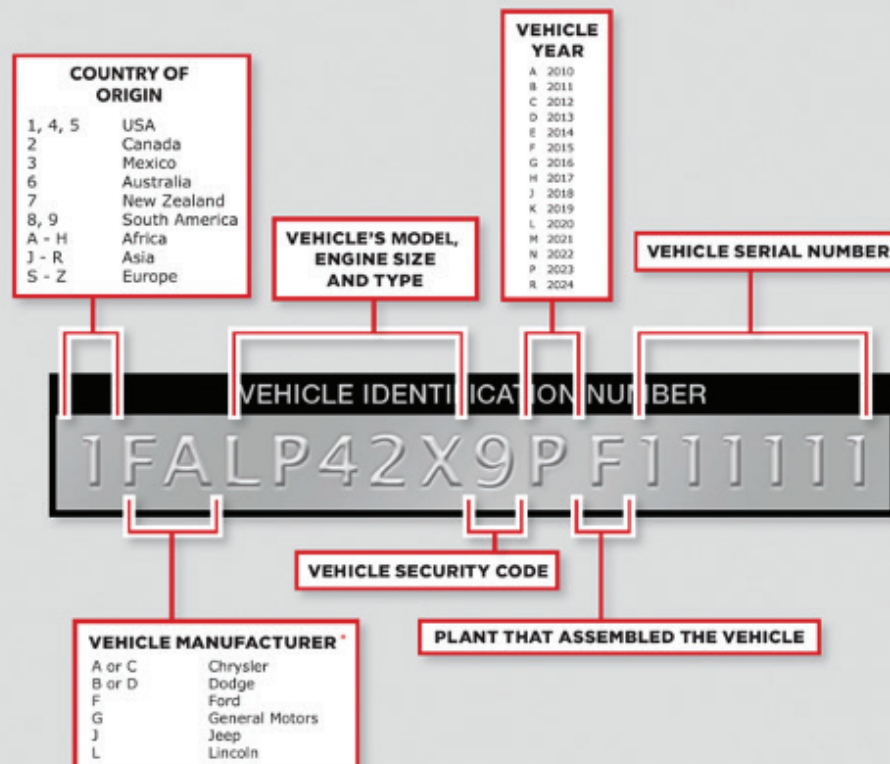 COUNTRY OF
ORIGIN
1, 4, 5 USA
2 Canada
3 Mexico
6 Australia
7 New Zealand
8, 9 South America
A - H Africa
J - R Asia
S - Z Europe
VEHICLE'S MODEL,
ENGINE SIZE
AND TYPE
VEHICLE
YEAR
A 2010
B 2011
C 2012
D 2013
E 2014
F 2015
G 2016
H 2017
J 2018
K 2019
L 2020
M 2021
N 2022
P 2023
R 2024
VEHICLE SERIAL NUMBER
VEHICLE IDENTIFICATION NUMBER
1FALP42X9PF111111
VEHICLE SECURITY CODE
PLANT THAT ASSEMBLED THE VEHICLE
VEHICLE MANUFACTURER *
A or C Chrysler
B or D Dodge
F Ford
G General Motors
J Jeep
L Lincoln